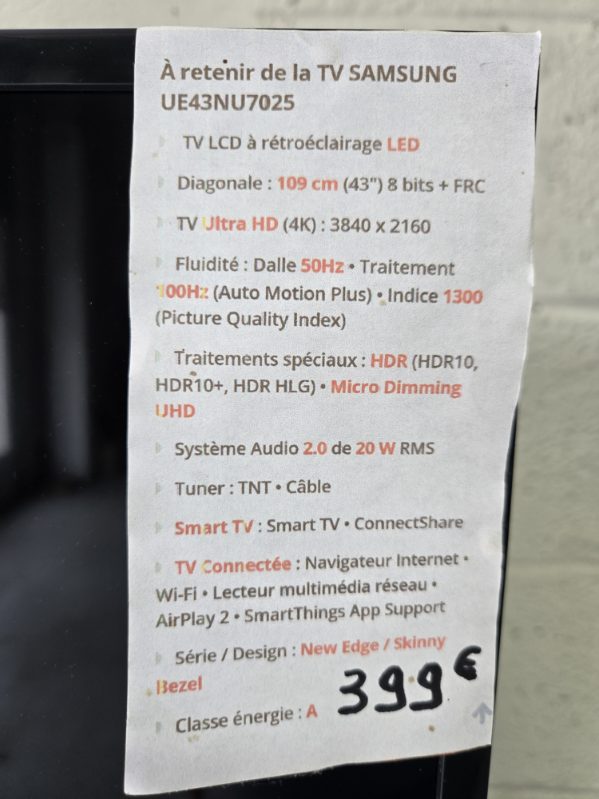 À retenir de la TV SAMSUNG
UE43NU7025
TV LCD à rétroéclairage LED
Diagonale : 109 cm (43") 8 bits + FRC
TV Ultra HD (4K) : 3840 x 2160
Fluidité : Dalle 50Hz • Traitement
100Hz (Auto Motion Plus) • Indice 1300
(Picture Quality Index)
Traitements spéciaux : HDR (HDR10,
HDR10+, HDR HLG) • Micro Dimming
UHD
Système Audio 2.0 de 20 W RMS
Tuner : TNT • Câble
Smart TV : Smart TV • ConnectShare
TV Connectée : Navigateur Internet •
Wi-Fi • Lecteur multimédia réseau •
AirPlay 2 • SmartThings App Support
Série / Design : New Edge / Skinny
Bezel
Classe énergie : A
399€